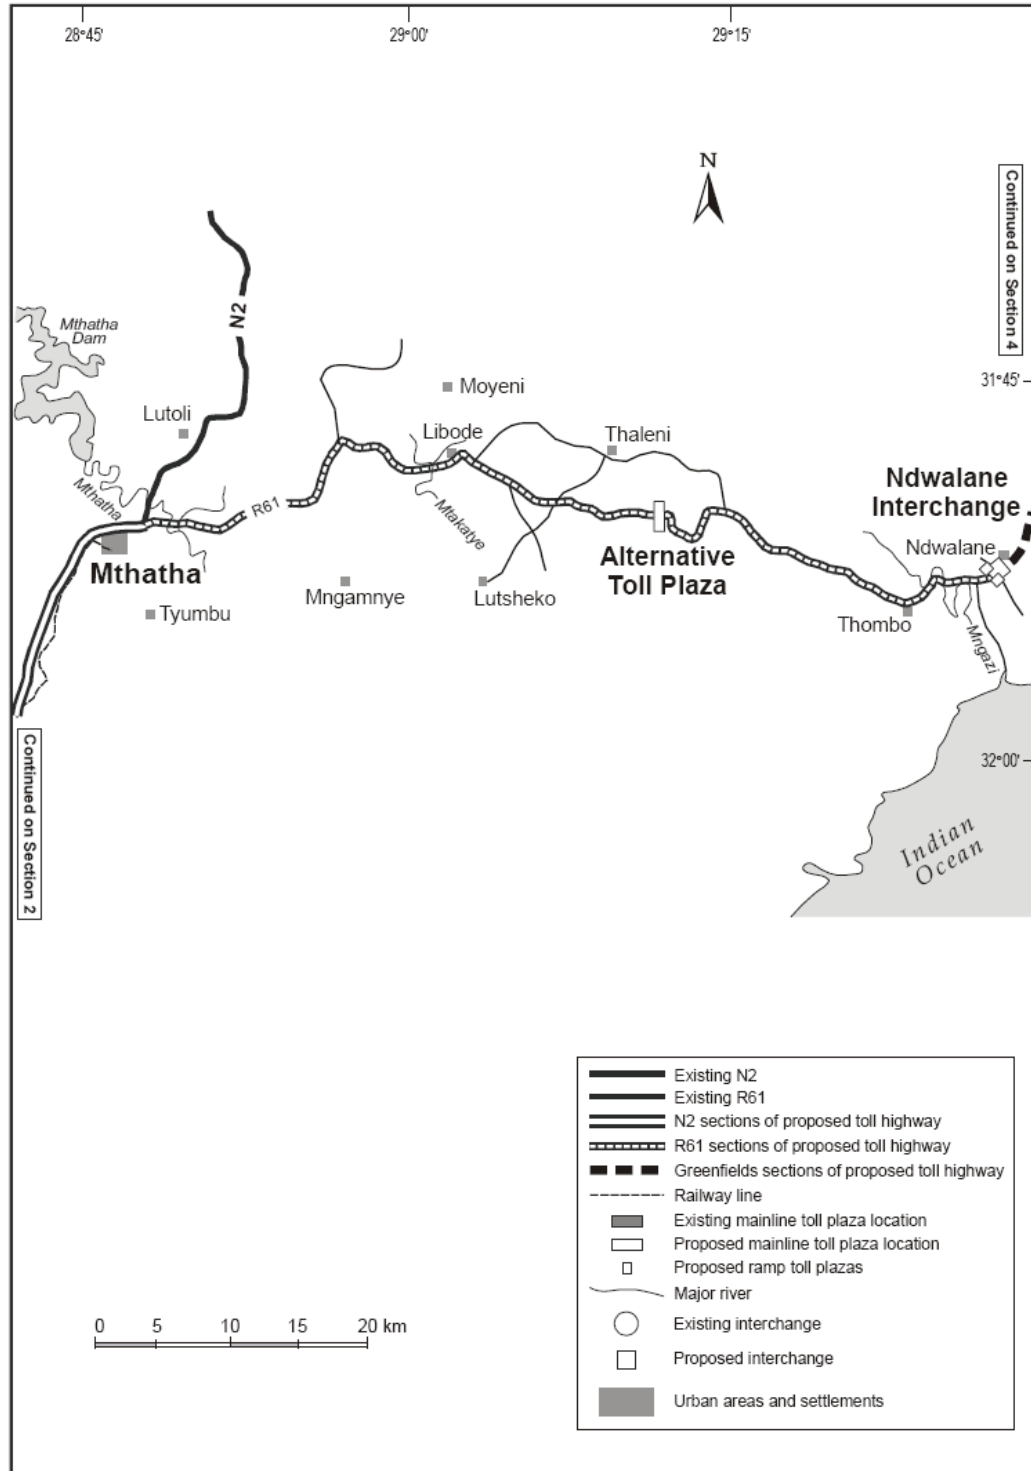 28°45'
29°00'
29°15'
N
Continued on Section 4
N2
Mthatha
Dam
31°45'
Moyeni
Lutoli
Libode
Thaleni
Ndwalane
Interchange
Mthatha
R61
Mtakatye
Ndwalane
Alternative
Toll Plaza
Mthatha
Mngamnye
Lutsheko
Tyumbu
Thombo
Mngazi
Continued on Section 2
32°00'
Indian
Ocean
Existing N2
Existing R61
N2 sections of proposed toll highway
R61 sections of proposed toll highway
Greenfields sections of proposed toll highway
Railway line
Existing mainline toll plaza location
Proposed mainline toll plaza location
Proposed ramp toll plazas
Major river
Existing interchange
Proposed interchange
Urban areas and settlements
0 5 10 15 20 km